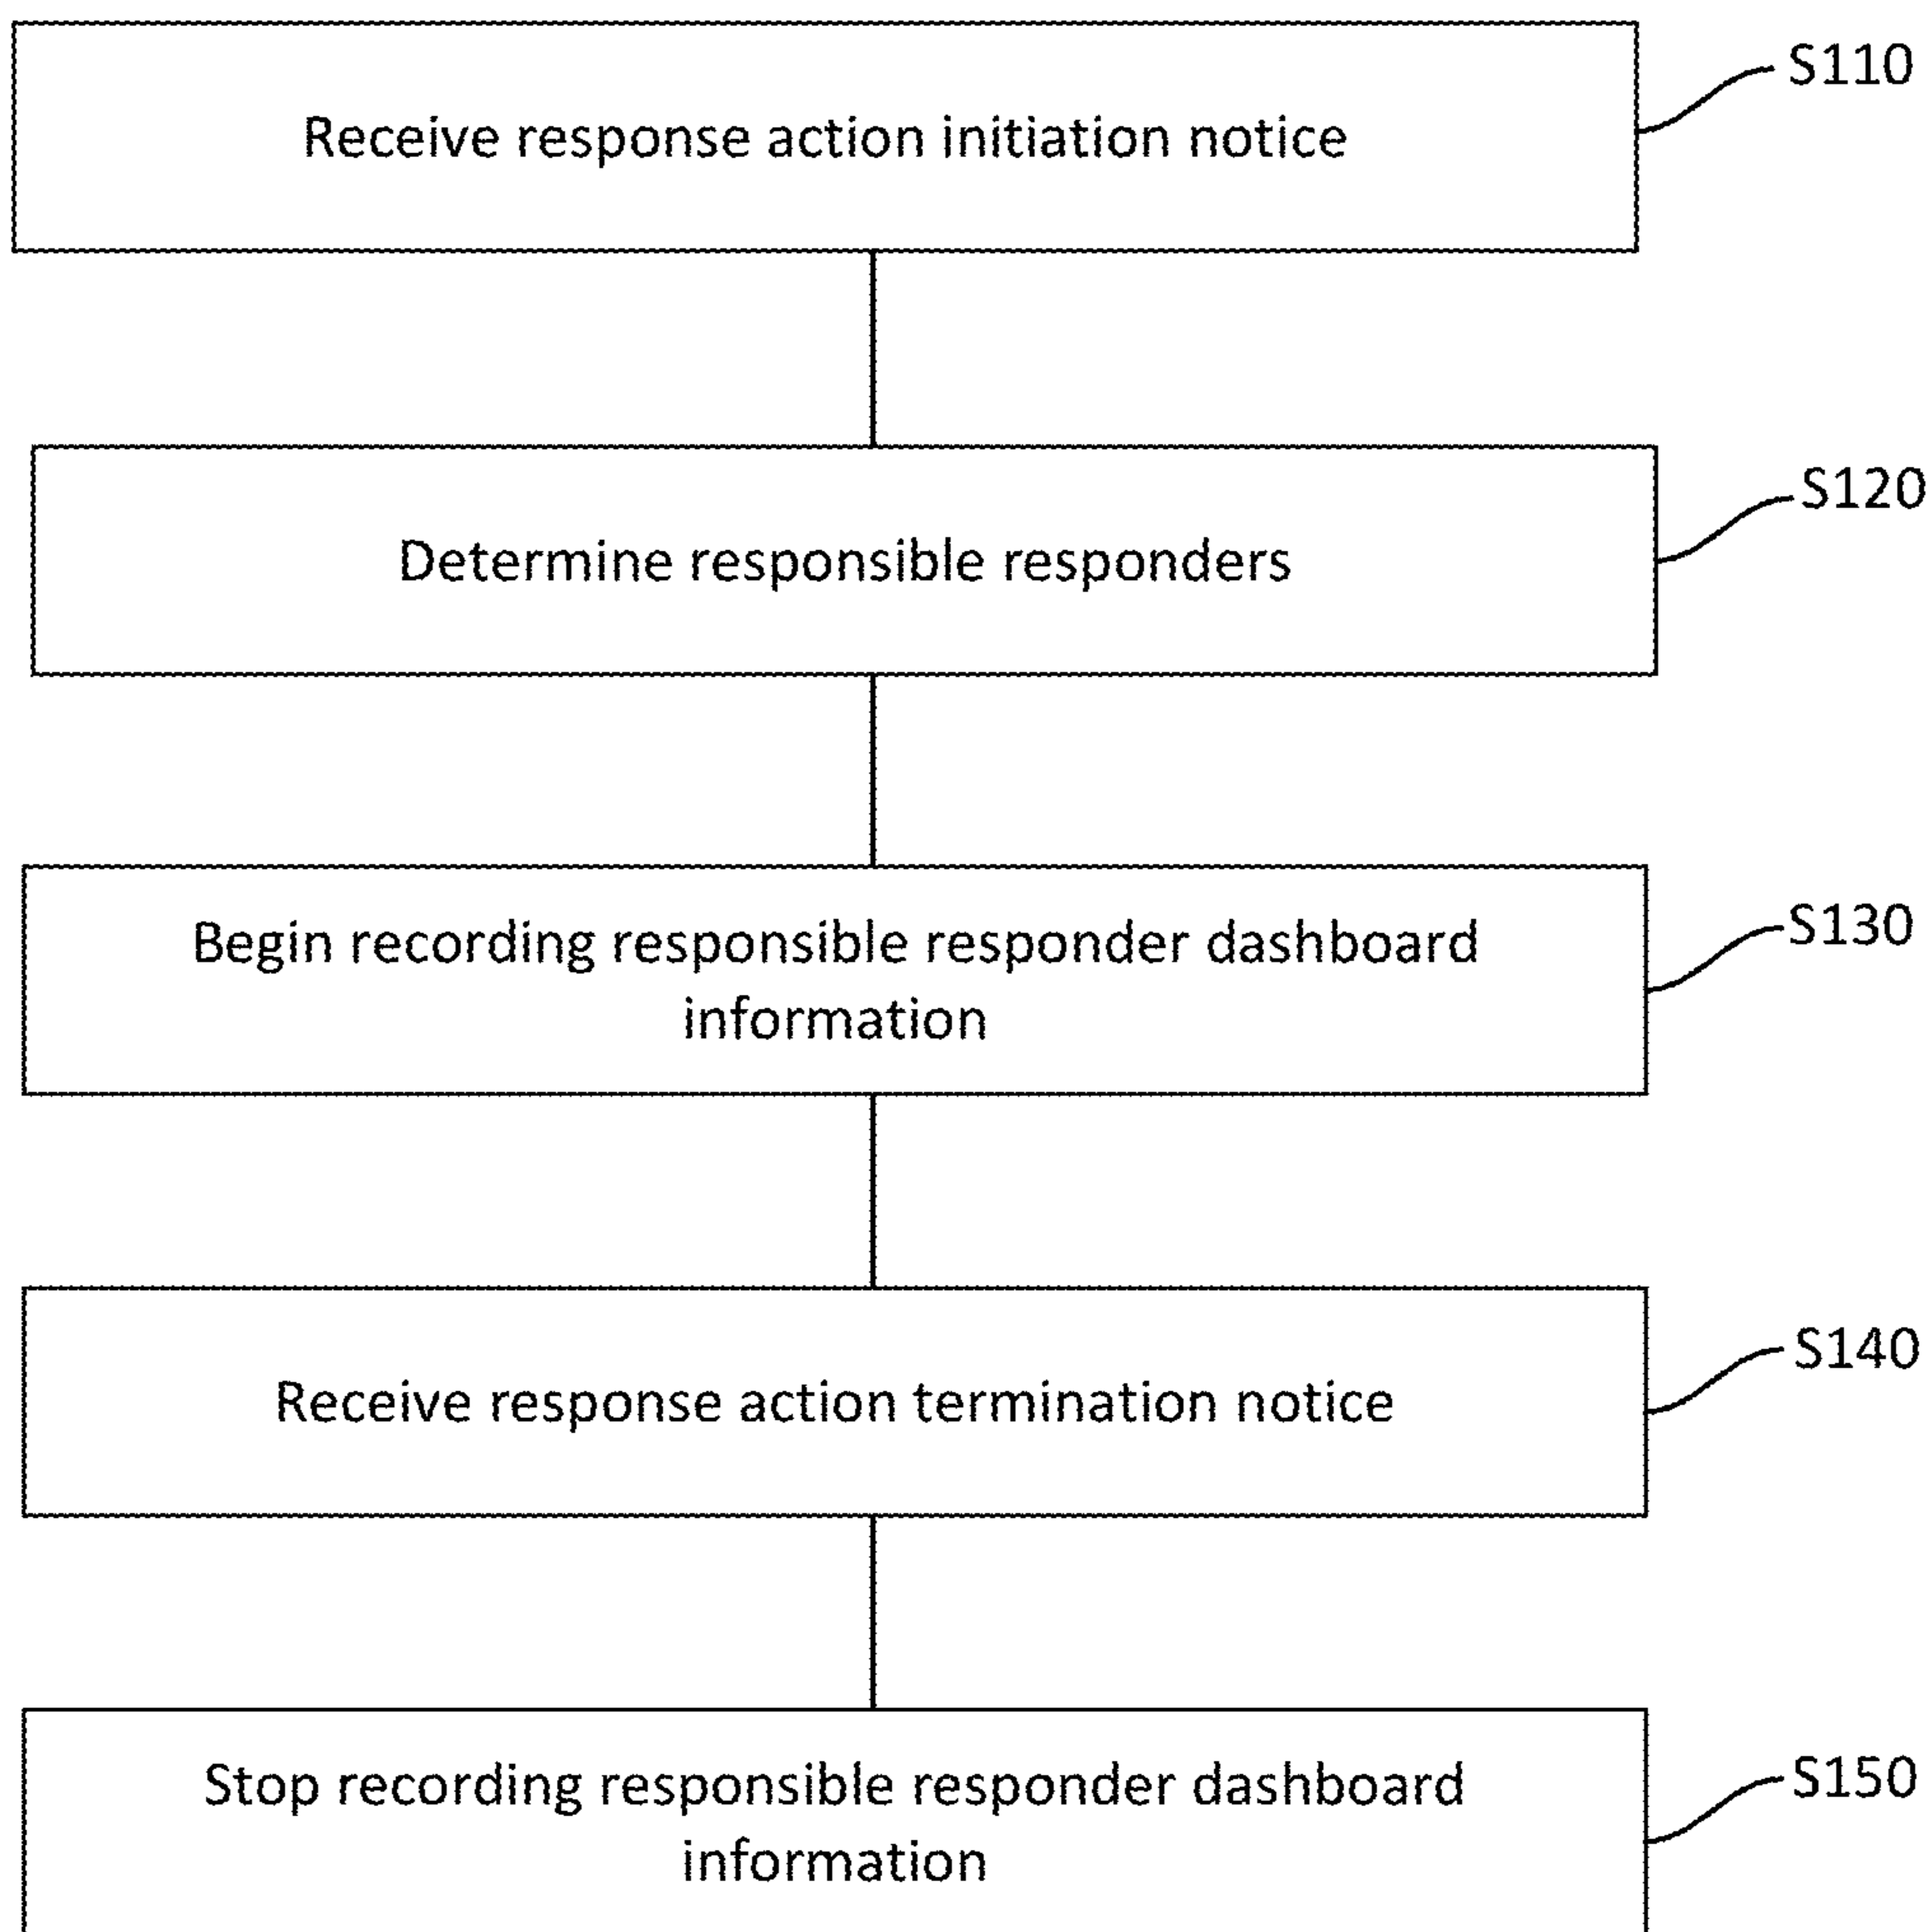 Receive response action initiation notice
S110
Determine responsible responders
S120
Begin recording responsible responder dashboard
information
S130
Receive response action termination notice
S140
Stop recording responsible responder dashboard
information
S150